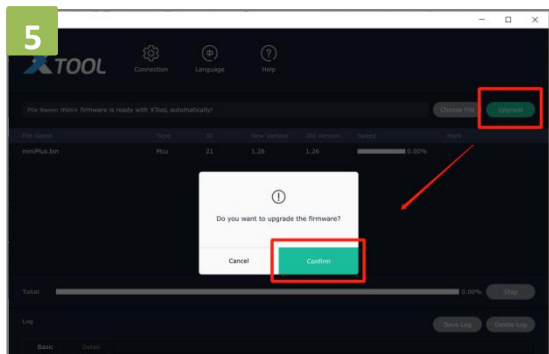 5
XTOOL
Connection Language Help
File Name: mini+ firmware is ready with XTool automatically!
Choose File Upgrade
File Name Type ID New Version Old Version Speed More
miniPlus.bin Mcu 21 1.26 1.26 0.00%
Do you want to upgrade the firmware?
Cancel Confirm
Total 0.00% Stop
Log Save Log Delete Log
Basic Detail